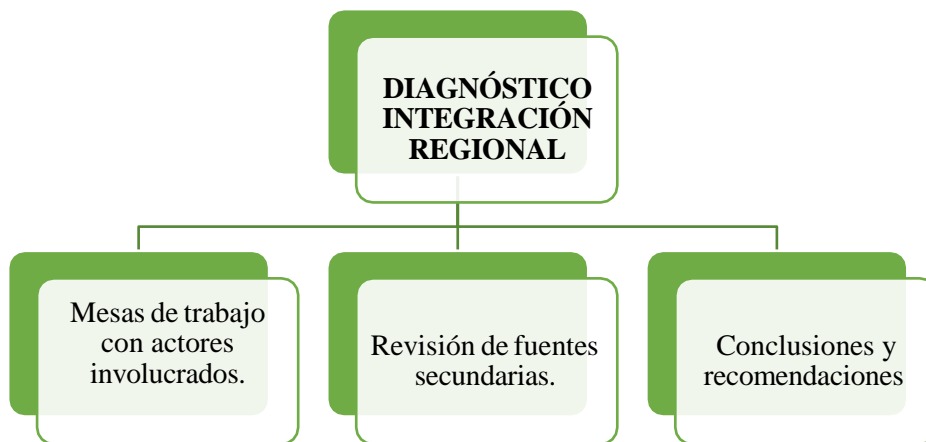 DIAGNÓSTICO
INTEGRACIÓN
REGIONAL
Mesas de trabajo
con actores
involucrados.
Revisión de fuentes
secundarias.
Conclusiones y
recomendaciones